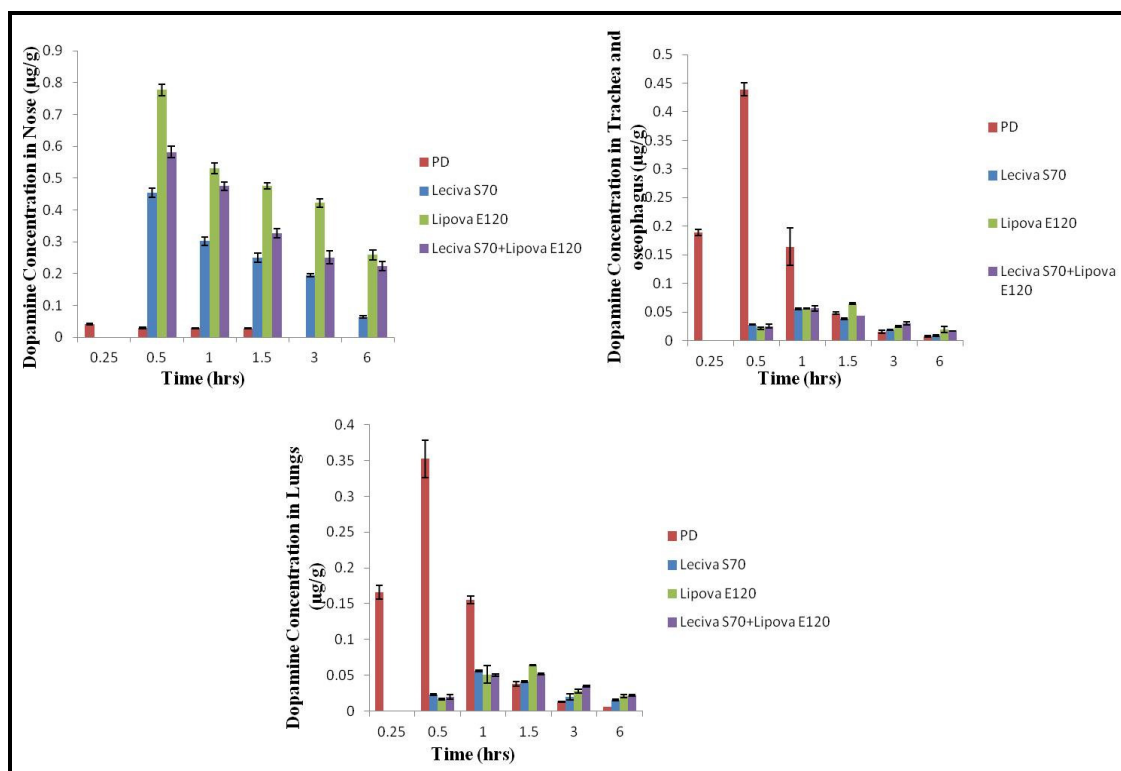 Dopamine Concentration in Nose (µg/g)
0.9
0.8
0.7
0.6
0.5
0.4
0.3
0.2
0.1
0
0.25 0.5 1 1.5 3 6
Time (hrs)
PD
Leciva S70
Lipova E120
Leciva S70+Lipova E120
Dopamine Concentration in Trachea and
oseophagus (µg/g)
0.5
0.45
0.4
0.35
0.3
0.25
0.2
0.15
0.1
0.05
0
0.25 0.5 1 1.5 3 6
Time (hrs)
PD
Leciva S70
Lipova E120
Leciva S70+Lipova
E120
Dopamine Concentration in Lungs
(µg/g)
0.4
0.35
0.3
0.25
0.2
0.15
0.1
0.05
0
0.25 0.5 1 1.5 3 6
Time (hrs)
PD
Leciva S70
Lipova E120
Leciva S70+Lipova E120